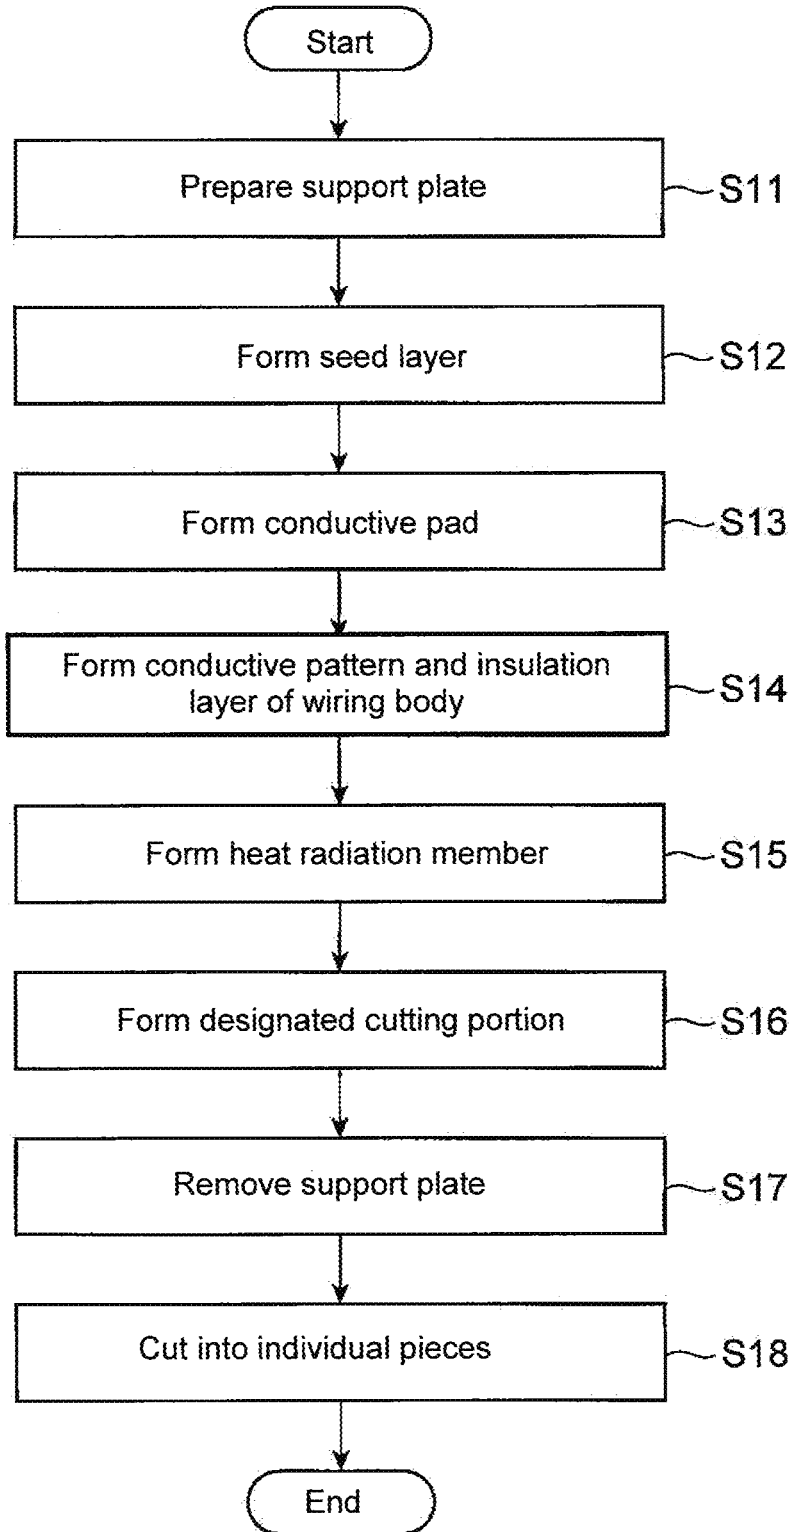 Start
Prepare support plate
S11
Form seed layer
S12
Form conductive pad
S13
Form conductive pattern and insulation
layer of wiring body
S14
Form heat radiation member
S15
Form designated cutting portion
S16
Remove support plate
S17
Cut into individual pieces
S18
End